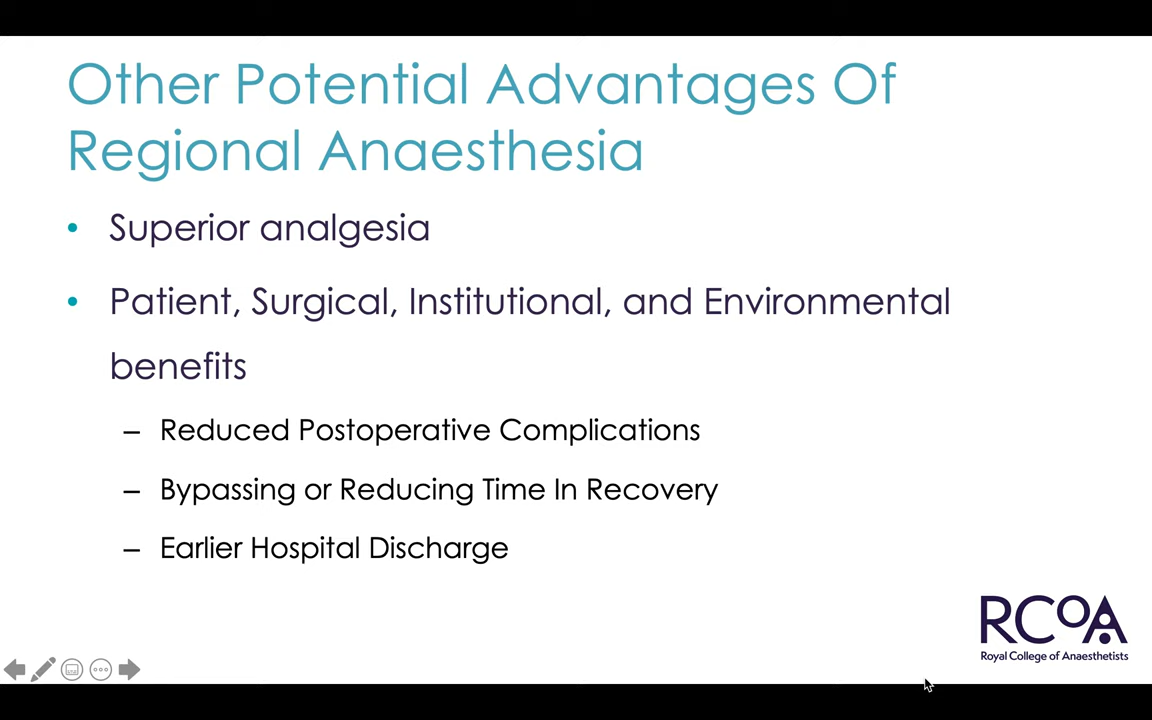 Other Potential Advantages Of
Regional Anaesthesia
• Superior analgesia
• Patient, Surgical, Institutional, and Environmental
benefits
– Reduced Postoperative Complications
– Bypassing or Reducing Time In Recovery
– Earlier Hospital Discharge
RCOA
Royal College of Anaesthetists